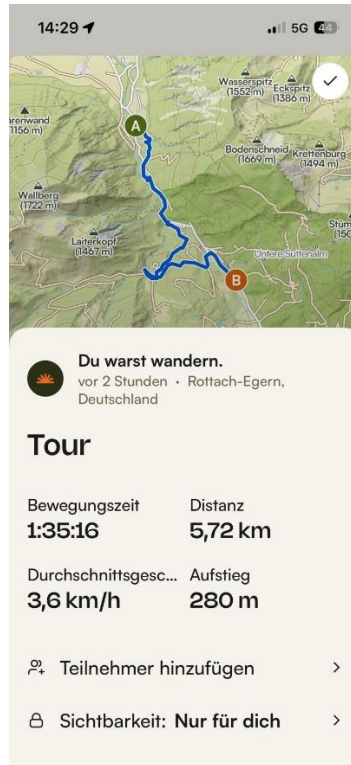 14:29
5G 44
Wasserspitz
(1552 m)
Eckspitz
(1386 m)
1156 m)
A
Bodenschneid
(1669 m)
Krettenburg
(1494 m)
Wallberg
(1722 m)
Laiterkopf
(1467 m)
Untere Suttenalm
B
Du warst wandern.
vor 2 Stunden · Rottach-Egern,
Deutschland
Tour
Bewegungszeit
Distanz
1:35:16
5,72 km
Durchschnittsgesc...
Aufstieg
3,6 km/h
280 m
Teilnehmer hinzufügen
Sichtbarkeit: Nur für dich